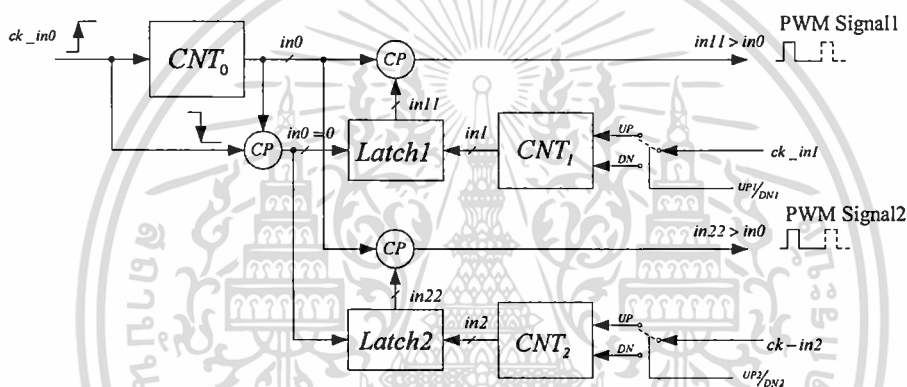 PWM Signal1
ck_in0
CNT0
in0
CP
in11 > in0
in11
in0 = 0
CP
Latch1
in1
CNT1
UP
DN
ck_in1
UP1/DN1
PWM Signal2
CP
in22 > in0
in22
Latch2
in2
CNT2
UP
DN
ck-in2
UP2/DN2